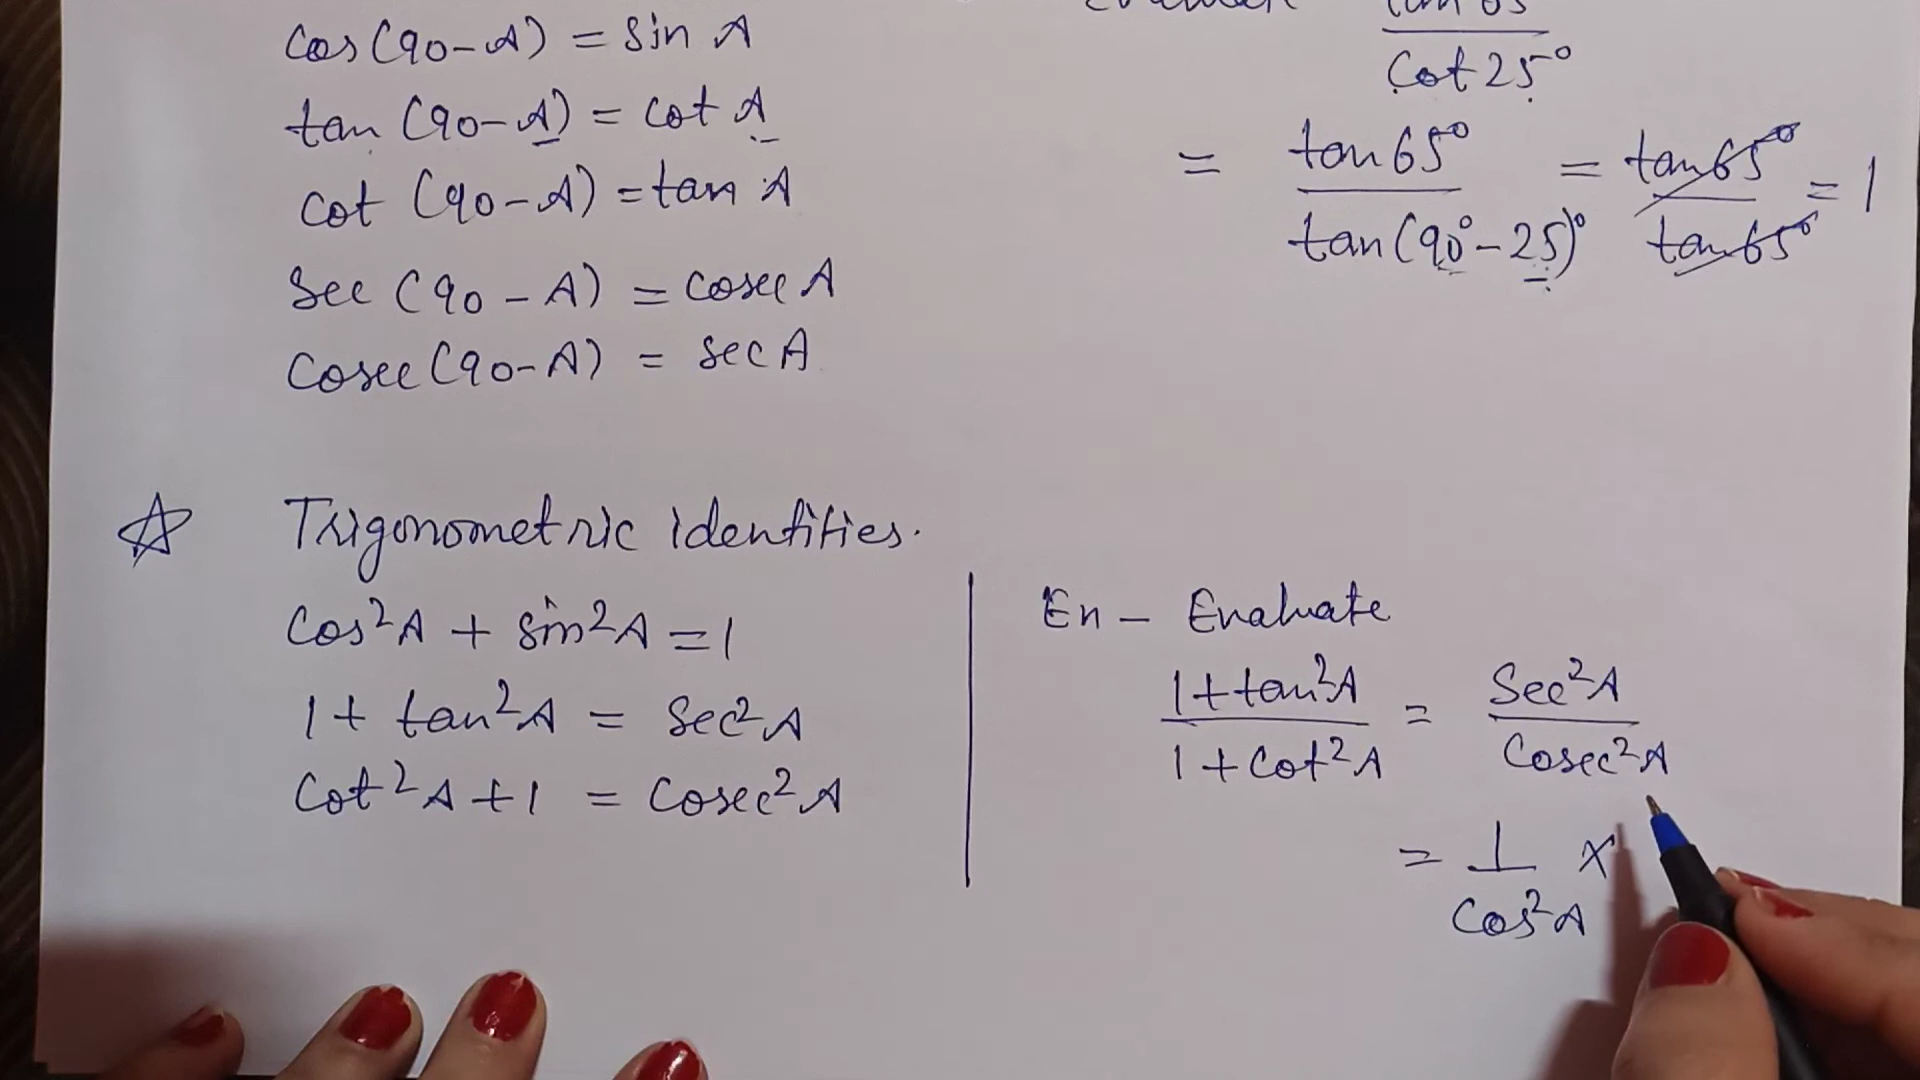 cos (90-A) = sin A
tan (90-A) = cot A
cot (90-A) = tan A
Sec (90-A) = cosec A
Cosec (90-A) = sec A
cot 25°
= tan 65° / tan (90° - 25)° = tan 65° / tan 65° = 1
☆ Trigonometric identities.
Cos²A + sin²A = 1
1 + tan²A = Sec²A
Cot²A + 1 = Cosec²A
Ex - Evaluate
1 + tan²A / 1 + cot²A = Sec²A / Cosec²A
= 1 / Cos²A ×